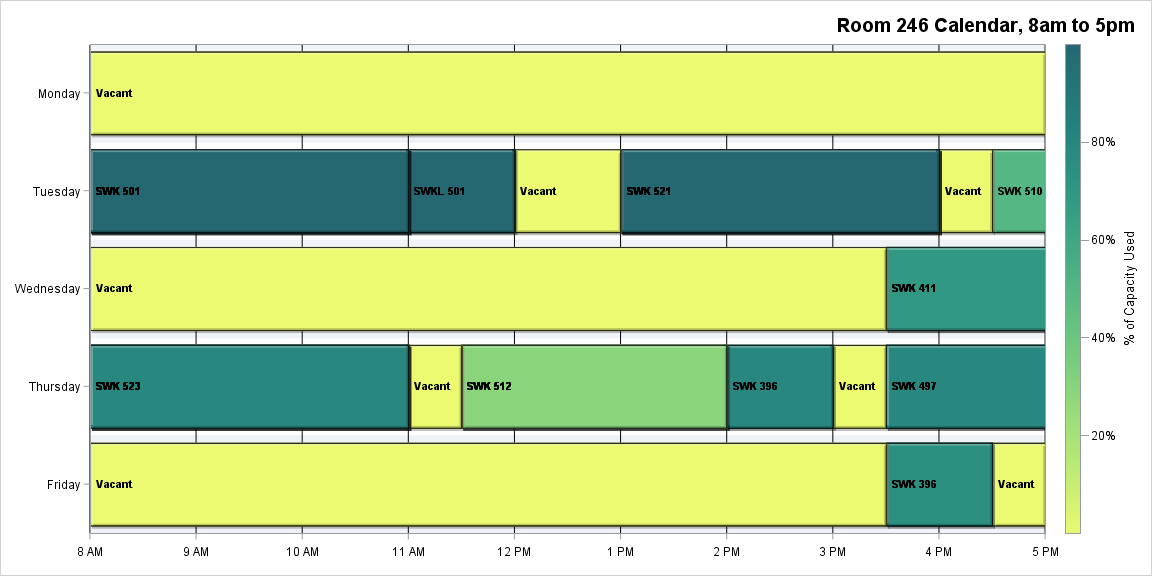 Room 246 Calendar, 8am to 5pm
Monday
Vacant
Tuesday
SWK 501
SWKL 501
Vacant
SWK 521
Vacant
SWK 510
Wednesday
Vacant
SWK 411
Thursday
SWK 523
Vacant
SWK 512
SWK 396
Vacant
SWK 497
Friday
Vacant
SWK 396
Vacant
8 AM
9 AM
10 AM
11 AM
12 PM
1 PM
2 PM
3 PM
4 PM
5 PM
80%
60%
40%
20%
% of Capacity Used